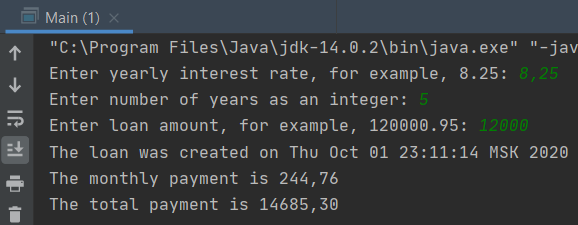 Main (1)
"C:\Program Files\Java\jdk-14.0.2\bin\java.exe" "-jav
Enter yearly interest rate, for example, 8.25: 8,25
Enter number of years as an integer: 5
Enter loan amount, for example, 120000.95: 12000
The loan was created on Thu Oct 01 23:11:14 MSK 2020
The monthly payment is 244,76
The total payment is 14685,30